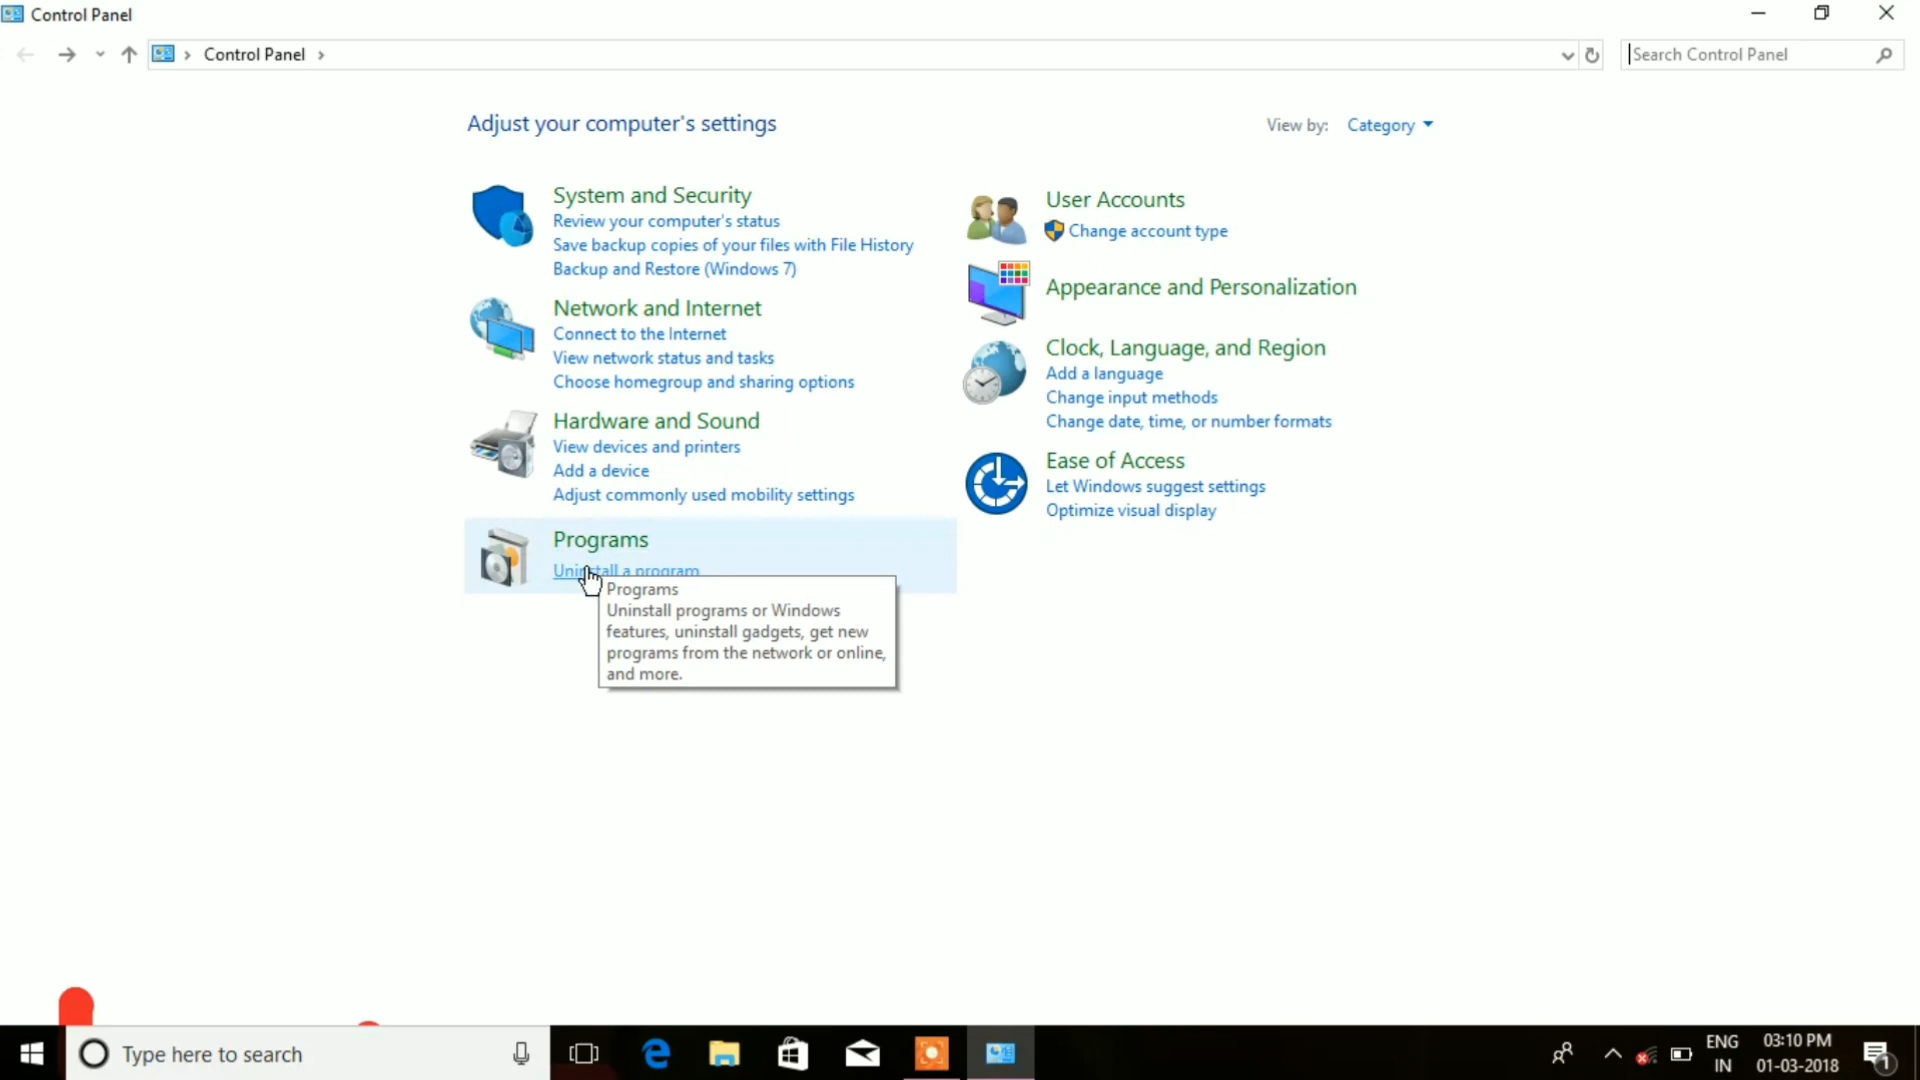 Control Panel
Control Panel
Search Control Panel
Adjust your computer's settings
View by: Category
System and Security
Review your computer's status
Save backup copies of your files with File History
Backup and Restore (Windows 7)
Network and Internet
Connect to the Internet
View network status and tasks
Choose homegroup and sharing options
Hardware and Sound
View devices and printers
Add a device
Adjust commonly used mobility settings
Programs
Uninstall a program
Programs
Uninstall programs or Windows
features, uninstall gadgets, get new
programs from the network or online,
and more.
User Accounts
Change account type
Appearance and Personalization
Clock, Language, and Region
Add a language
Change input methods
Change date, time, or number formats
Ease of Access
Let Windows suggest settings
Optimize visual display
Type here to search
ENG
IN
03:10 PM
01-03-2018
1